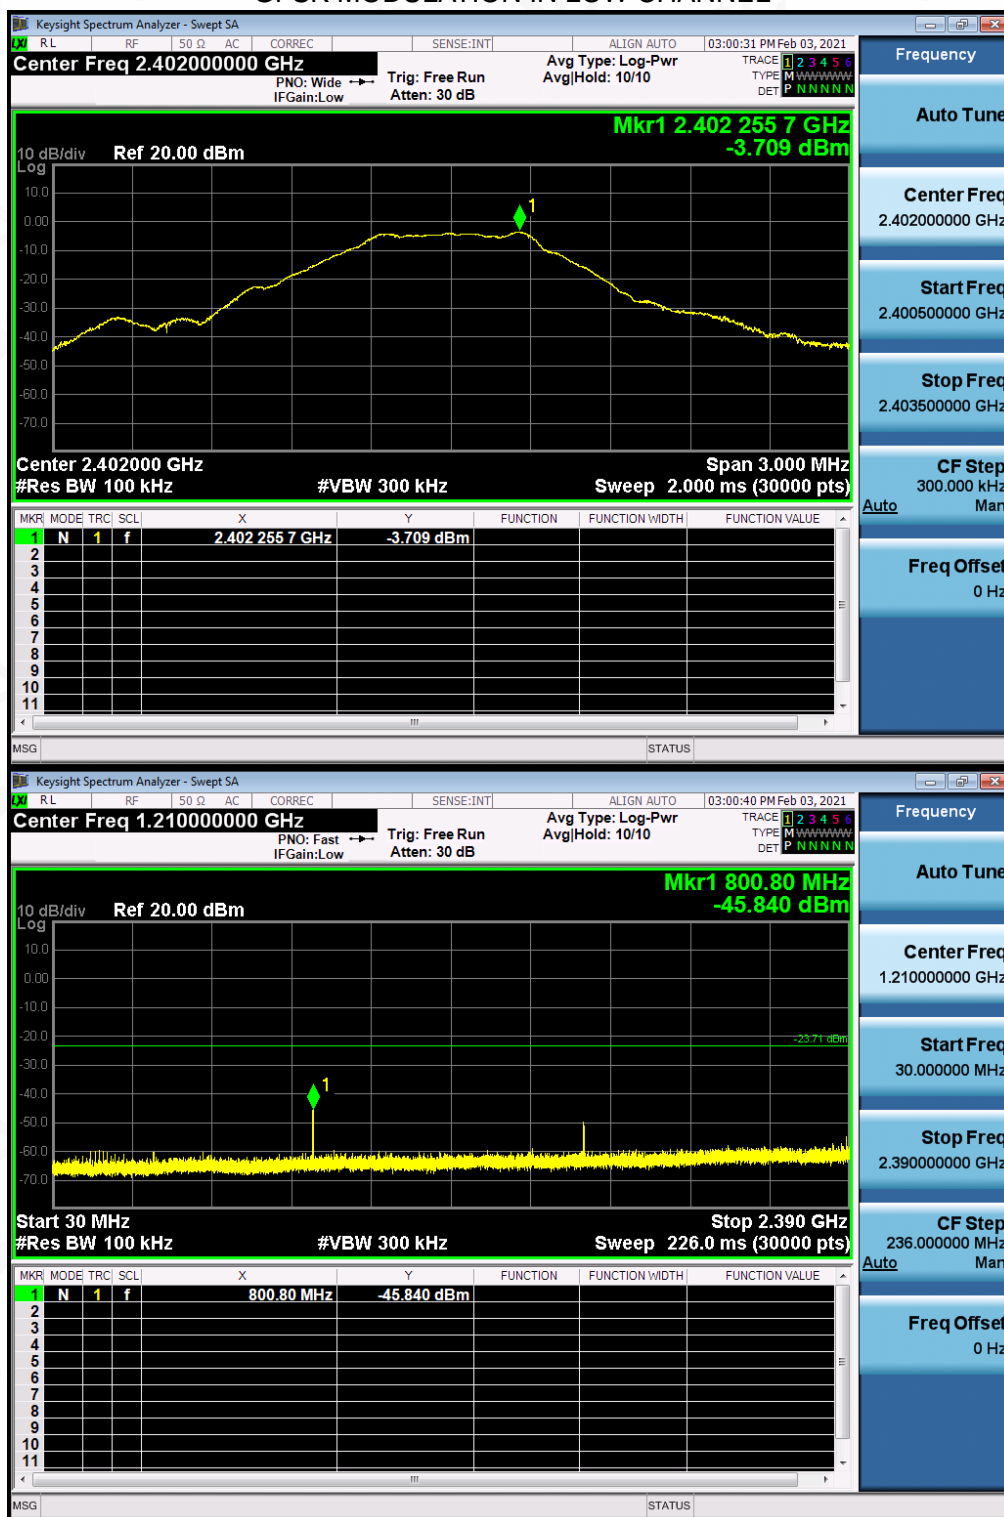 Keysight Spectrum Analyzer - Swept SA
LXI RL RF 50 Ω AC CORREC SENSE:INT ALIGN AUTO 03:00:31 PM Feb 03, 2021
Center Freq 2.402000000 GHz
PNO: Wide
IFGain:Low
Trig: Free Run
Atten: 30 dB
Avg Type: Log-Pwr
Avg|Hold: 10/10
TRACE 1 2 3 4 5 6
TYPE M WWWWW
DET P N N N N N
Mkr1 2.402 255 7 GHz
-3.709 dBm
10 dB/div Ref 20.00 dBm
Log
10.0
0.00
-10.0
-20.0
-30.0
-40.0
-50.0
-60.0
-70.0
1
Center 2.402000 GHz Span 3.000 MHz
#Res BW 100 kHz #VBW 300 kHz Sweep 2.000 ms (30000 pts)
MKR MODE TRC SCL X Y FUNCTION FUNCTION WIDTH FUNCTION VALUE
1 N 1 f 2.402 255 7 GHz -3.709 dBm
2
3
4
5
6
7
8
9
10
11
MSG STATUS
Frequency
Auto Tune
Center Freq
2.402000000 GHz
Start Freq
2.400500000 GHz
Stop Freq
2.403500000 GHz
CF Step
300.000 kHz
Auto Man
Freq Offset
0 Hz
Keysight Spectrum Analyzer - Swept SA
LXI RL RF 50 Ω AC CORREC SENSE:INT ALIGN AUTO 03:00:40 PM Feb 03, 2021
Center Freq 1.210000000 GHz
PNO: Fast
IFGain:Low
Trig: Free Run
Atten: 30 dB
Avg Type: Log-Pwr
Avg|Hold: 10/10
TRACE 1 2 3 4 5 6
TYPE M WWWWW
DET P N N N N N
Mkr1 800.80 MHz
-45.840 dBm
10 dB/div Ref 20.00 dBm
Log
10.0
0.00
-10.0
-20.0
-30.0
-40.0
-50.0
-60.0
-70.0
-23.71 dBm
1
Start 30 MHz Stop 2.390 GHz
#Res BW 100 kHz #VBW 300 kHz Sweep 226.0 ms (30000 pts)
MKR MODE TRC SCL X Y FUNCTION FUNCTION WIDTH FUNCTION VALUE
1 N 1 f 800.80 MHz -45.840 dBm
2
3
4
5
6
7
8
9
10
11
MSG STATUS
Frequency
Auto Tune
Center Freq
1.210000000 GHz
Start Freq
30.000000 MHz
Stop Freq
2.390000000 GHz
CF Step
236.000000 MHz
Auto Man
Freq Offset
0 Hz